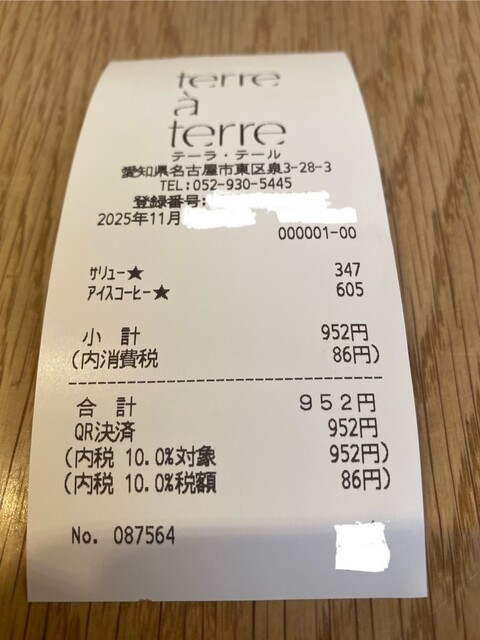 terre
à
terre
テーラ・テール
愛知県名古屋市東区泉3-28-3
TEL:052-930-5445
登録番号:
2025年11月
000001-00
サリュー★ 347
アイスコーヒー★ 605
小 計 952円
(内消費税 86円)
合 計 952円
QR決済 952円
(内税 10.0%対象 952円)
(内税 10.0%税額 86円)
No. 087564